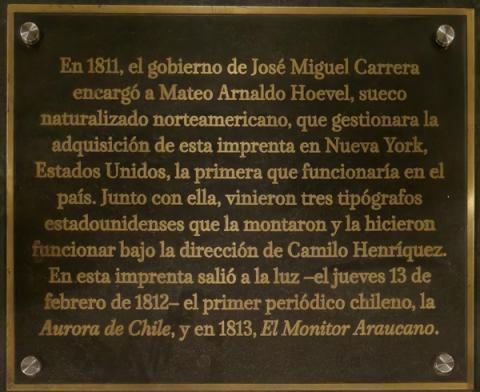 En 1811, el gobierno de José Miguel Carrera
encargó a Mateo Arnaldo Hoevel, sueco
naturalizado norteamericano, que gestionara la
adquisición de esta imprenta en Nueva York,
Estados Unidos, la primera que funcionaría en el
país. Junto con ella, vinieron tres tipógrafos
estadounidenses que la montaron y la hicieron
funcionar bajo la dirección de Camilo Henríquez.
En esta imprenta salió a la luz –el jueves 13 de
febrero de 1812– el primer periódico chileno, la
Aurora de Chile, y en 1813, El Monitor Araucano.